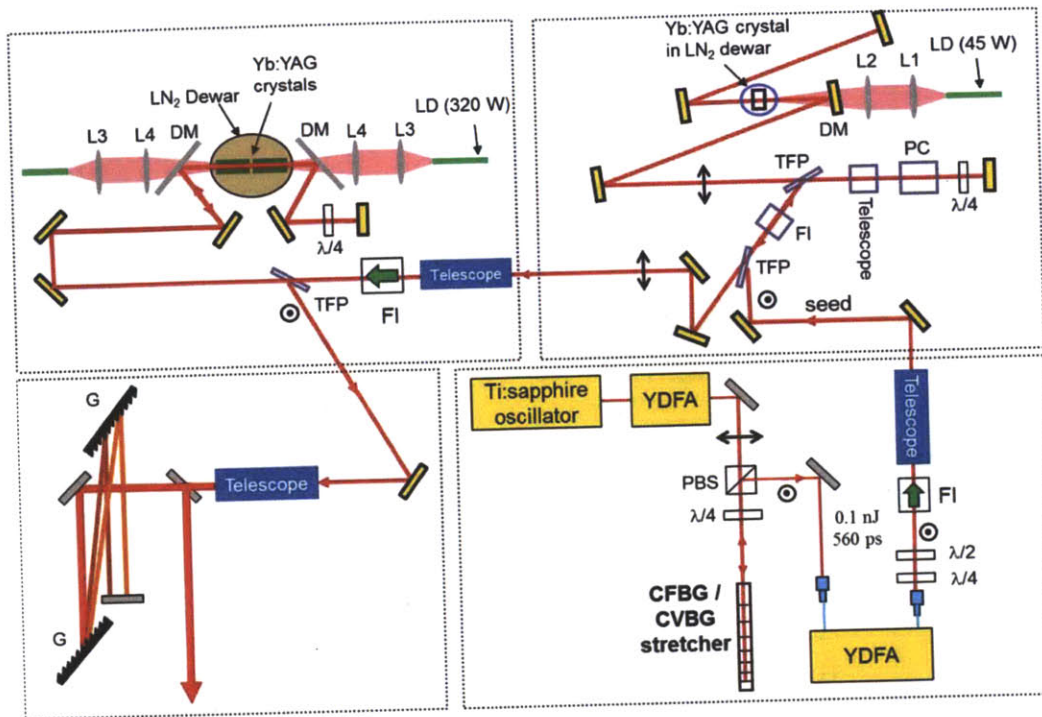 Yb:YAG
crystals
LN2 Dewar
LD (320 W)
L3
L4
DM
DM
L4
L3
λ/4
TFP
FI
Telescope
Yb:YAG crystal
in LN2 dewar
LD (45 W)
L2
L1
DM
PC
TFP
λ/4
Telescope
FI
TFP
seed
G
G
Telescope
Ti:sapphire
oscillator
YDFA
PBS
λ/4
0.1 nJ
560 ps
CFBG /
CVBG
stretcher
Telescope
FI
λ/2
λ/4
YDFA